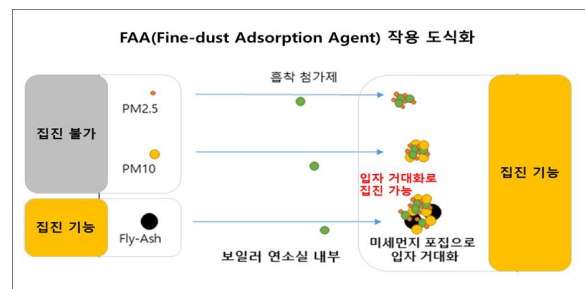 FAA(Fine-dust Adsorption Agent) 작용 도식화
흡착 첨가제
PM2.5
집진 불가
PM10
입자 거대화로
집진 가능
집진 기능
집진 기능
Fly-Ash
보일러 연소실 내부
미세먼지 포집으로
입자 거대화